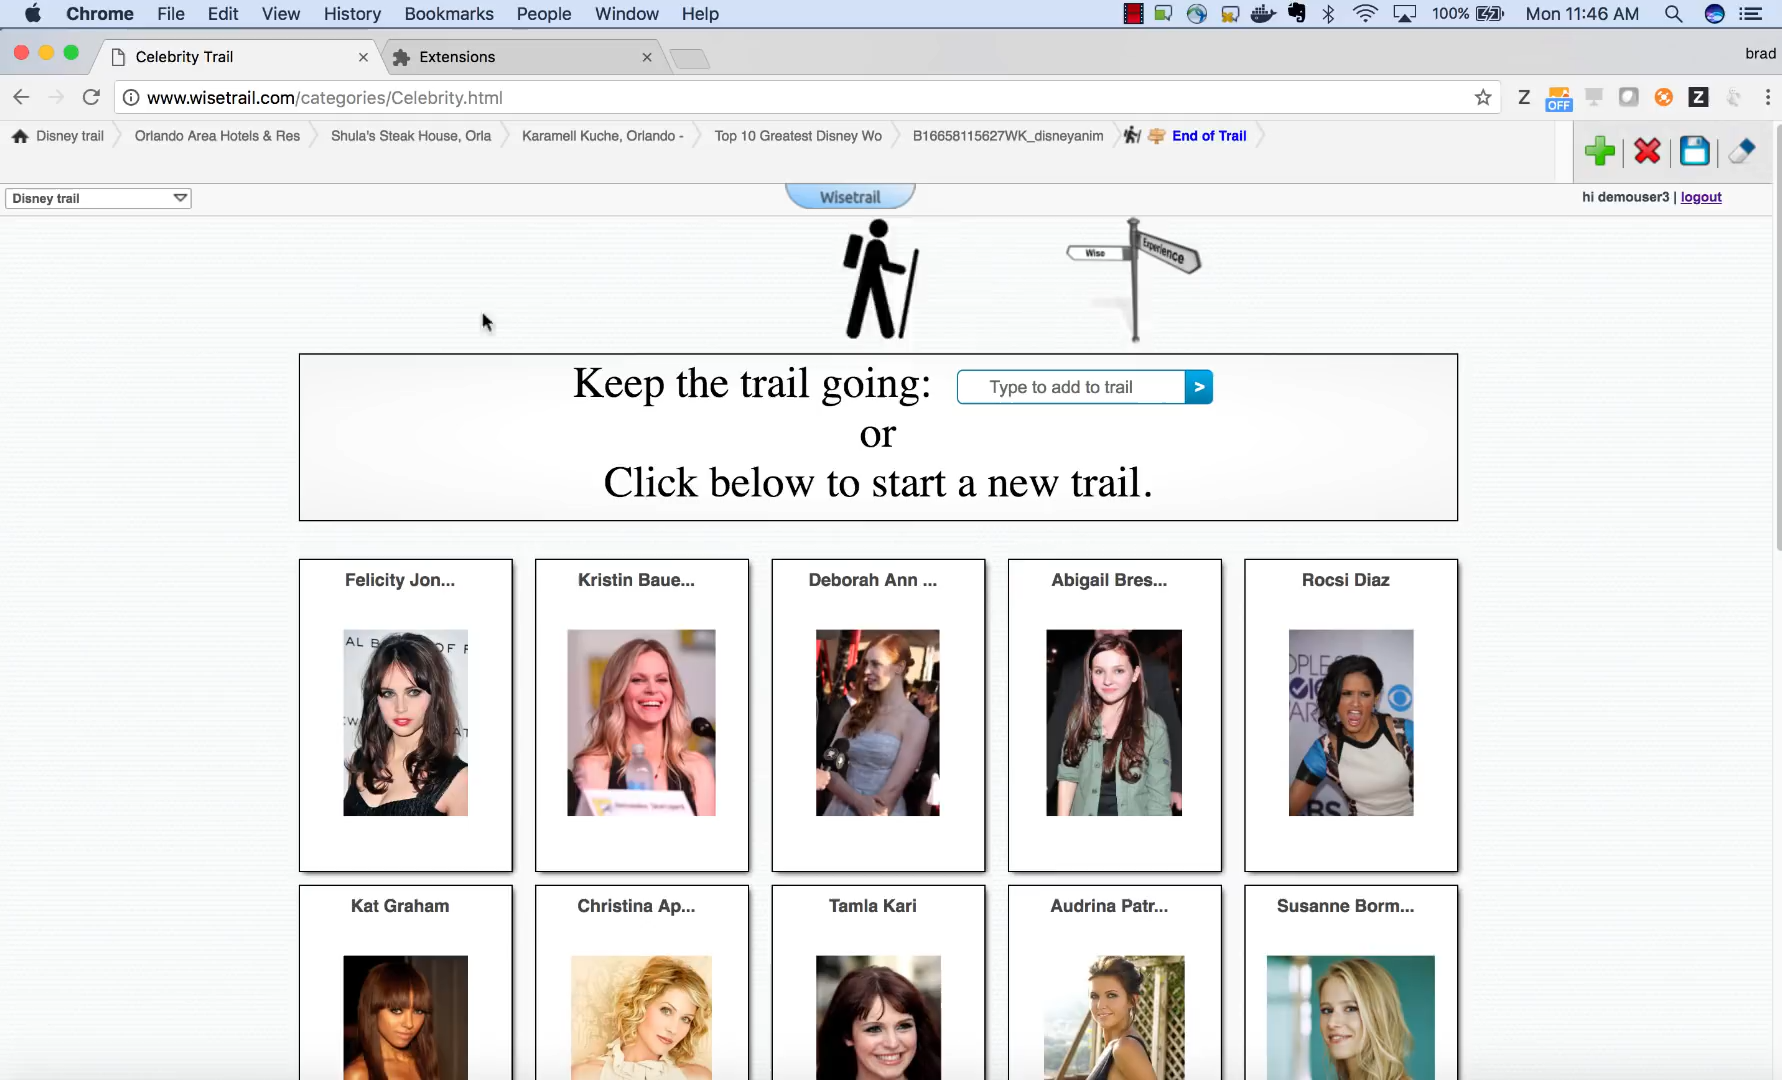 Chrome File Edit View History Bookmarks People Window Help 100% Mon 11:46 AM
Celebrity Trail Extensions brad
www.wisetrail.com/categories/Celebrity.html Z OFF Z
Disney trail Orlando Area Hotels & Res Shula's Steak House, Orla Karamell Kuche, Orlando - Top 10 Greatest Disney Wo B16658115627WK_disneyanim End of Trail
Disney trail Wisetrail hi demouser3 | logout
Wise Experience
Keep the trail going: Type to add to trail >
or
Click below to start a new trail.
Felicity Jon... Kristin Baue... Deborah Ann ... Abigail Bres... Rocsi Diaz
Kat Graham Christina Ap... Tamla Kari Audrina Patr... Susanne Borm...